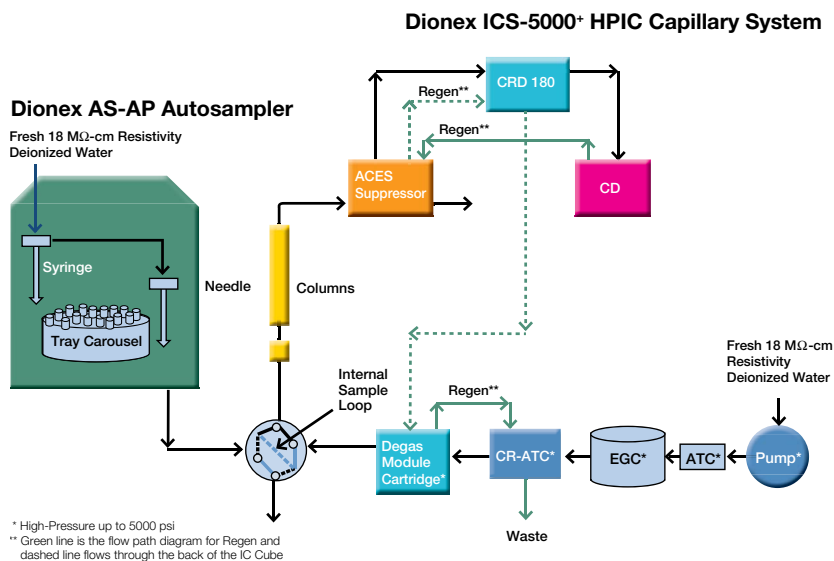 Dionex ICS-5000+ HPIC Capillary System
Dionex AS-AP Autosampler
Fresh 18 MΩ-cm Resistivity
Deionized Water
Syringe
Needle
Tray Carousel
Columns
Internal
Sample
Loop
ACES
Suppressor
Regen**
Regen**
CRD 180
CD
Fresh 18 MΩ-cm
Resistivity
Deionized Water
Regen**
Degas
Module
Cartridge*
CR-ATC*
EGC*
ATC*
Pump*
Waste
* High-Pressure up to 5000 psi
** Green line is the flow path diagram for Regen and
dashed line flows through the back of the IC Cube